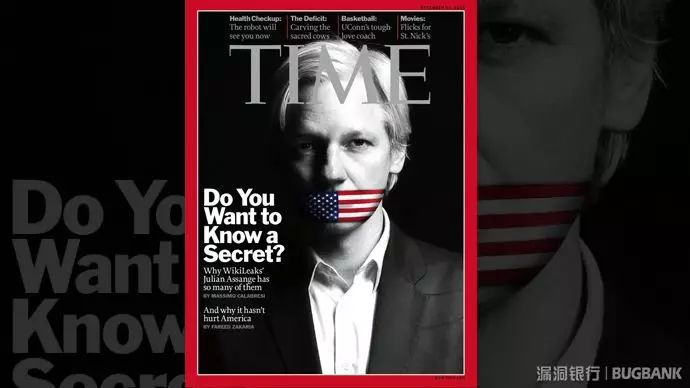 Health Checkup:
The robot will
see you now
The Deficit:
Carving the
sacred cows
Basketball:
UConn's tough-
love coach
Movies:
Flicks for
St. Nick's
TIME
Do You
Want to
Know a
Secret?
Why WikiLeaks'
Julian Assange has
so many of them
BY MASSIMO CALABRESI
And why it hasn't
hurt America
BY FAREED ZAKARIA
Do You
Want
Know
Secre
漏洞银行 | BUGBANK